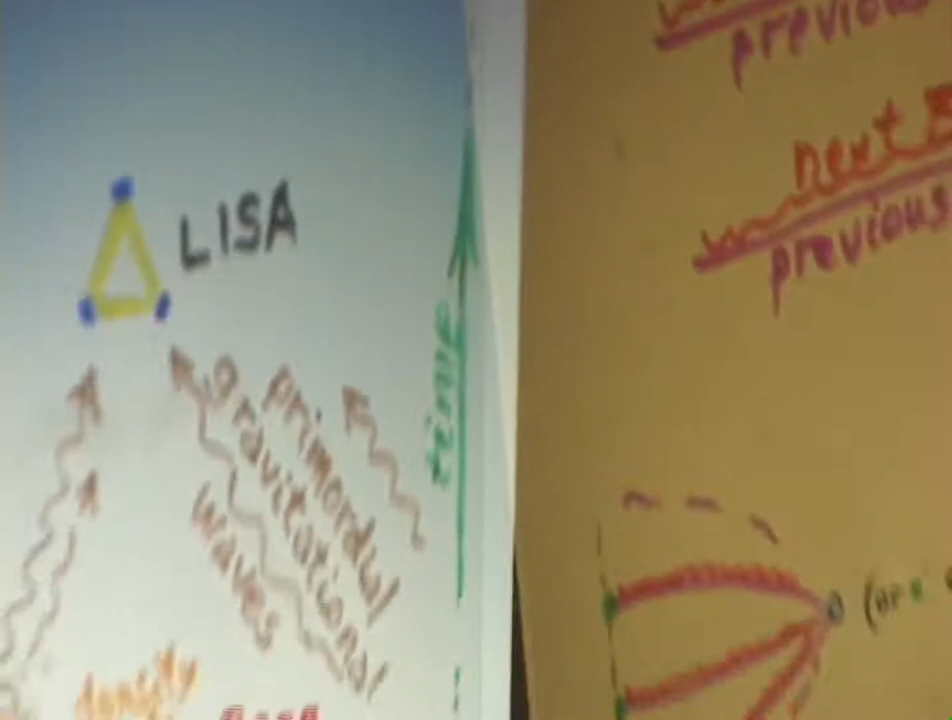 LISA
time
primordial
gravitational
waves
previous
next
previous